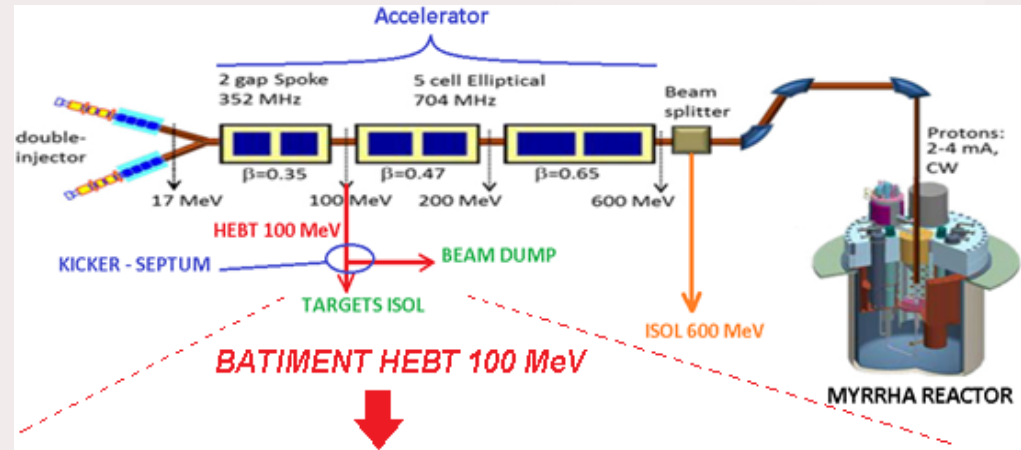 Accelerator
2 gap Spoke
352 MHz
5 cell Elliptical
704 MHz
Beam
splitter
double-
injector
Protons:
2-4 mA,
CW
β=0.35
β=0.47
β=0.65
17 MeV
100 MeV
200 MeV
600 MeV
HEBT 100 MeV
KICKER - SEPTUM
BEAM DUMP
TARGETS ISOL
ISOL 600 MeV
BATIMENT HEBT 100 MeV
MYRRHA REACTOR